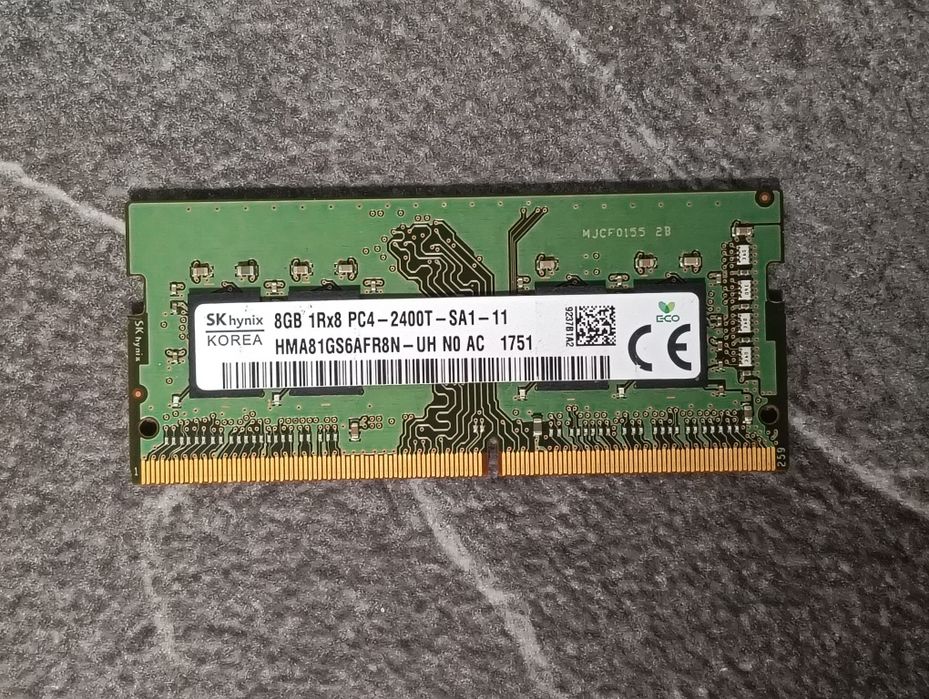 MJCF0155 2B
SK hynix
KOREA
8GB 1Rx8 PC4-2400T-SA1-11
HMA81GS6AFR8N-UH N0 AC 1751
9237B1A2
ECO
CE
SK hynix
1
259